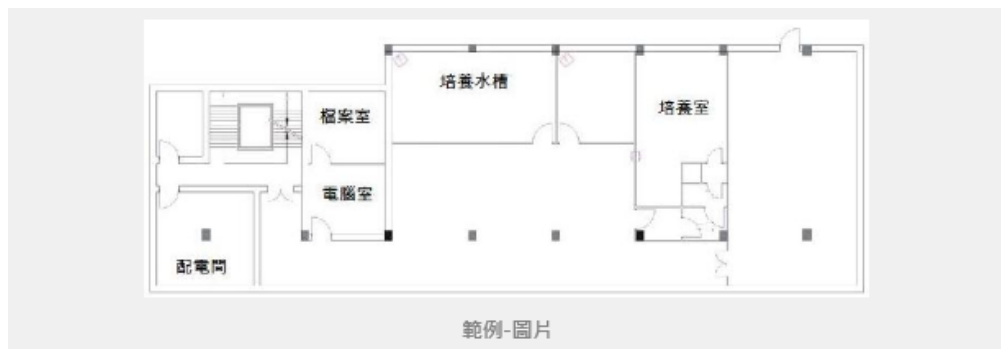 培養水槽
檔案室
培養室
電腦室
配電間
範例-圖片